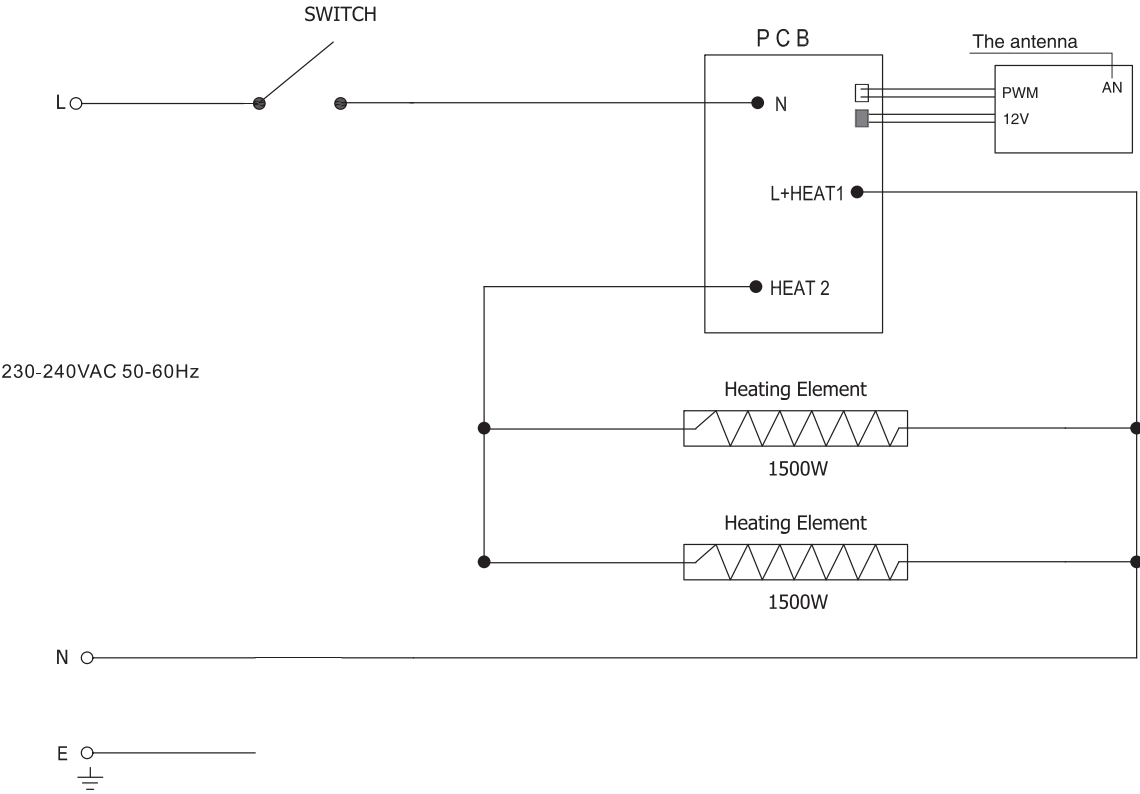 SWITCH
P C B
The antenna
L
N
PWM
AN
12V
L+HEAT1
HEAT 2
230-240VAC 50-60Hz
Heating Element
1500W
Heating Element
1500W
N
E